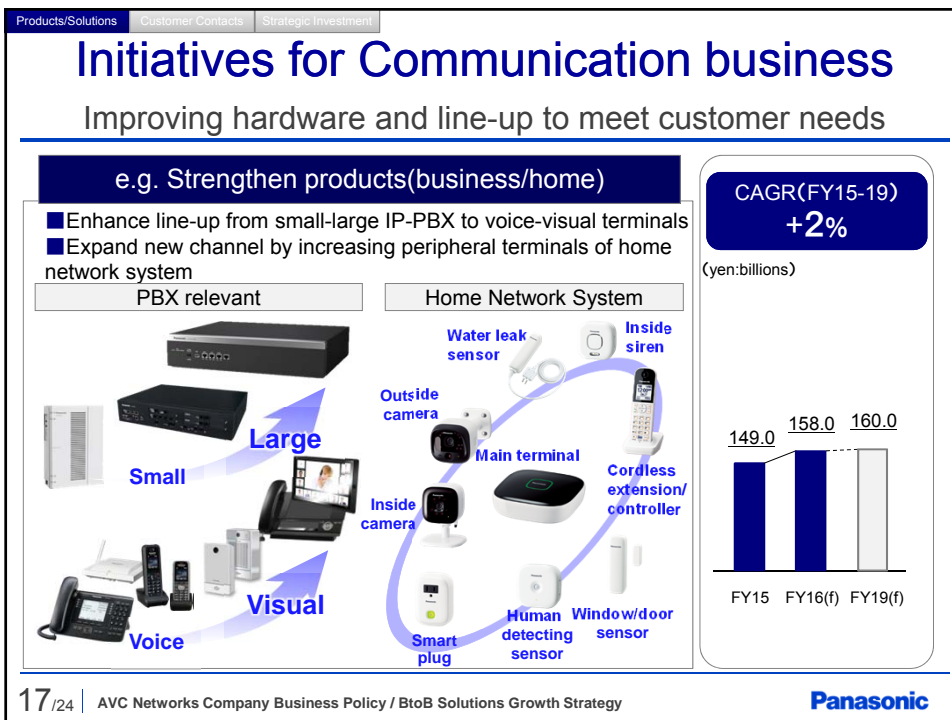 Products/Solutions
Customer Contacts
Strategic Investment
Initiatives for Communication business
Improving hardware and line-up to meet customer needs
e.g. Strengthen products(business/home)
■Enhance line-up from small-large IP-PBX to voice-visual terminals
■Expand new channel by increasing peripheral terminals of home
network system
PBX relevant
Small
Large
Voice
Visual
Home Network System
Water leak
sensor
Inside
siren
Outside
camera
Main terminal
Cordless
extension/
controller
Inside
camera
Smart
plug
Human
detecting
sensor
Window/door
sensor
CAGR(FY15-19)
+2%
(yen:billions)
149.0
158.0
160.0
FY15
FY16(f)
FY19(f)
17/24
AVC Networks Company Business Policy / BtoB Solutions Growth Strategy
Panasonic